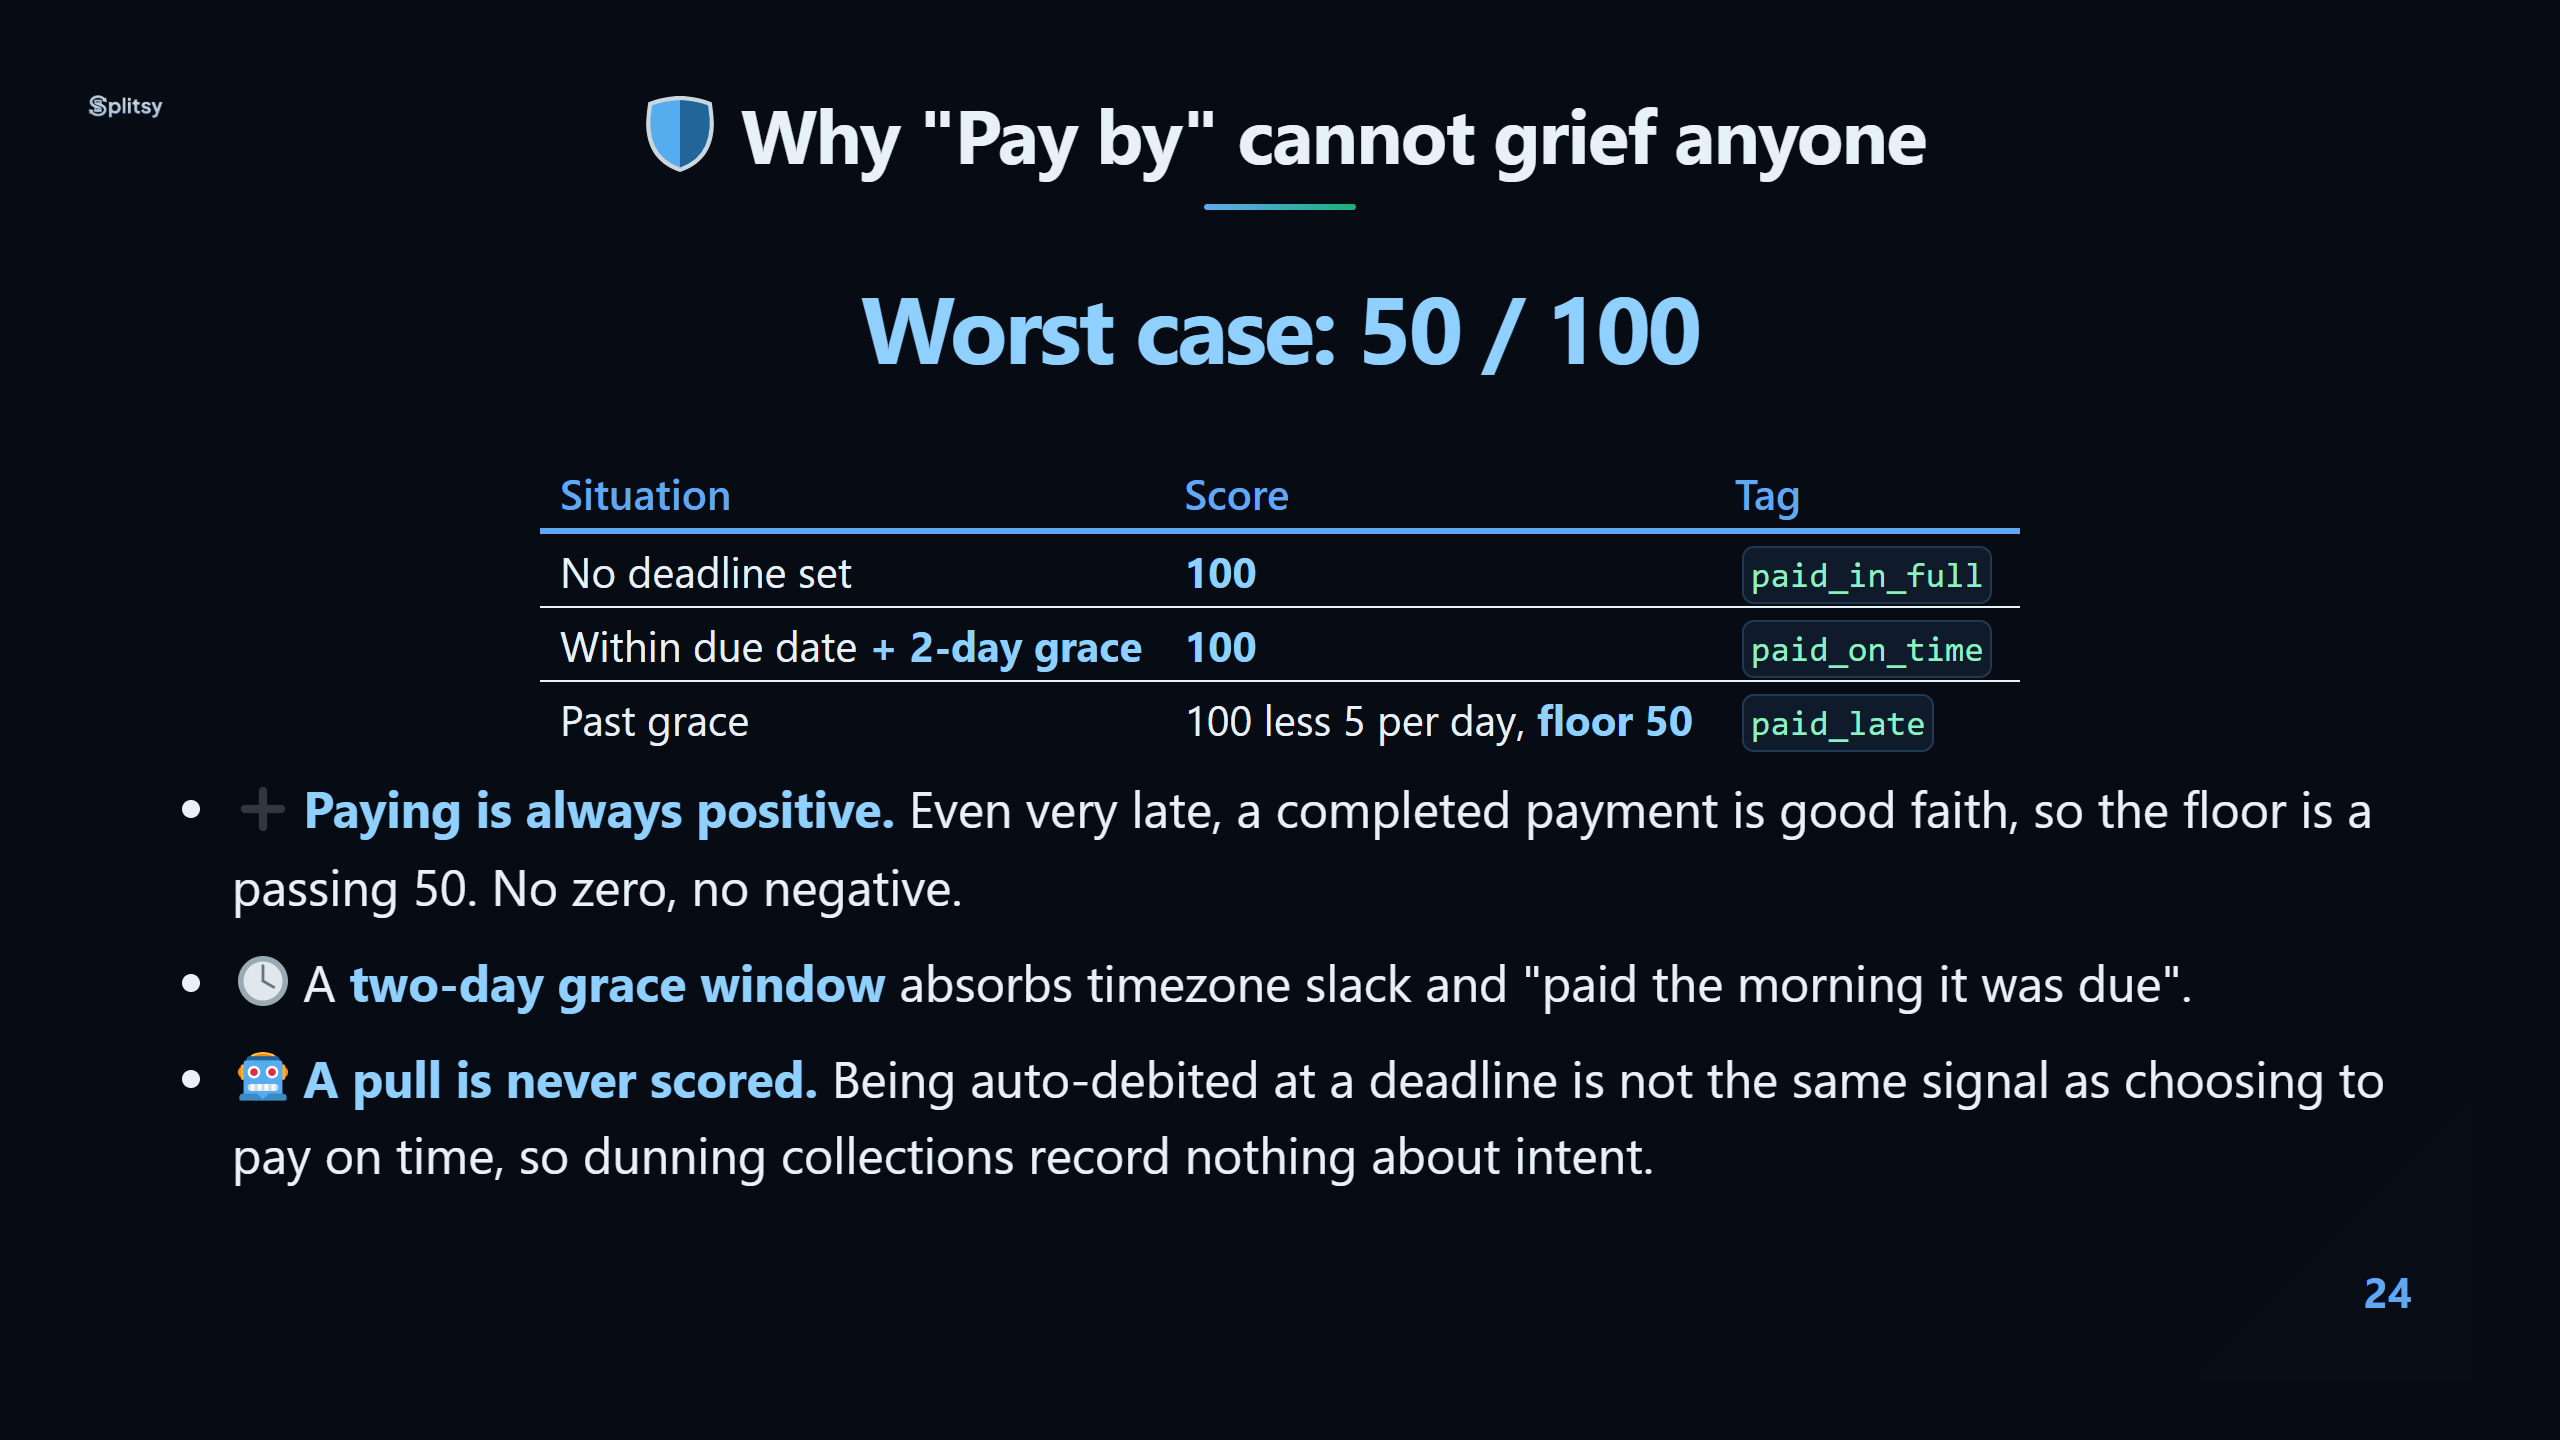 Splitsy
Why "Pay by" cannot grief anyone
Worst case: 50 / 100
Situation Score Tag
No deadline set 100 paid_in_full
Within due date + 2-day grace 100 paid_on_time
Past grace 100 less 5 per day, floor 50 paid_late
Paying is always positive. Even very late, a completed payment is good faith, so the floor is a
passing 50. No zero, no negative.
A two-day grace window absorbs timezone slack and "paid the morning it was due".
A pull is never scored. Being auto-debited at a deadline is not the same signal as choosing to
pay on time, so dunning collections record nothing about intent.
24